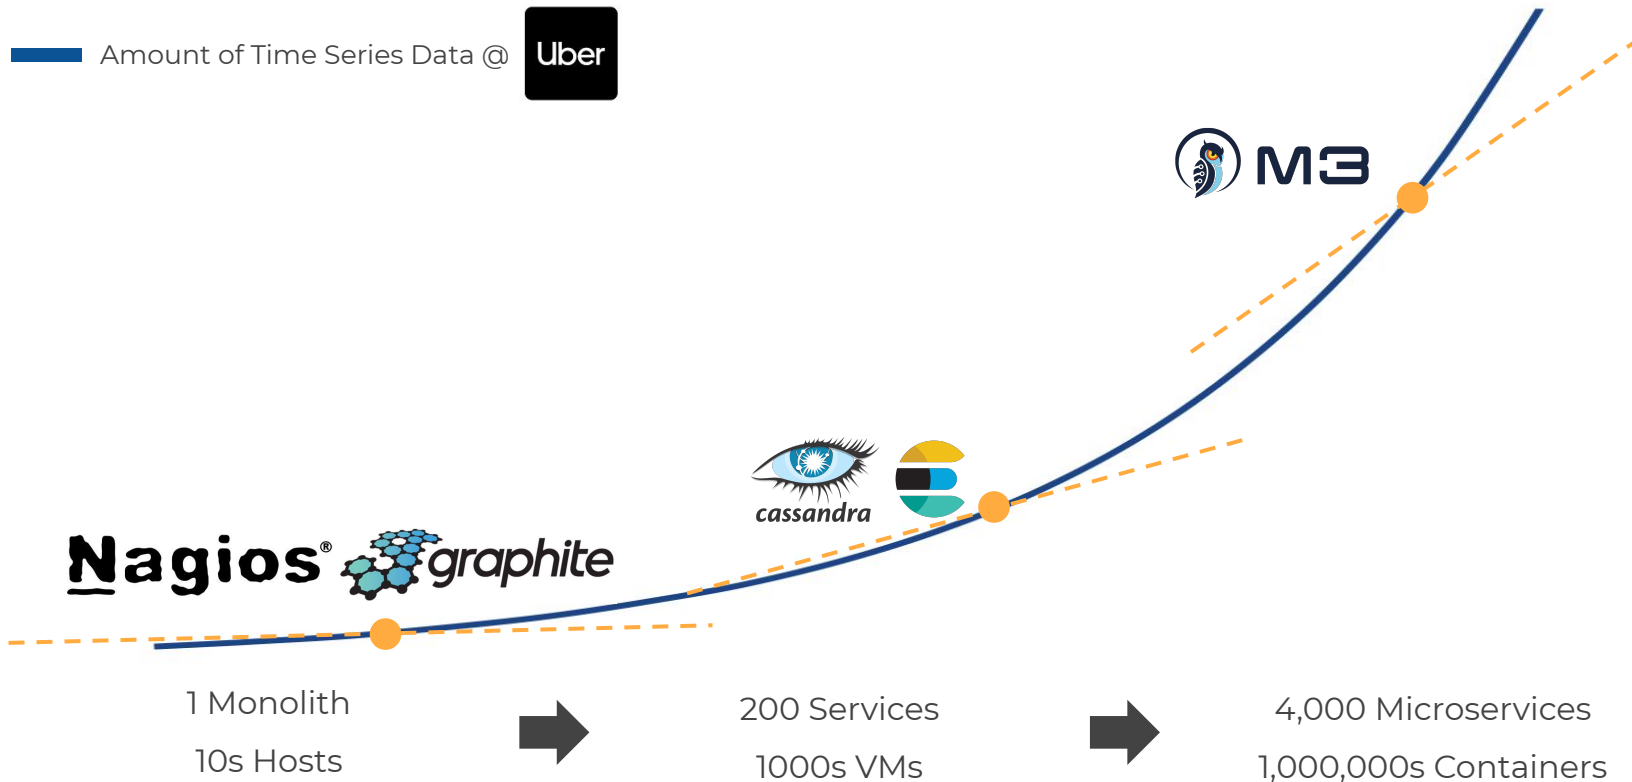 Amount of Time Series Data @ Uber
M3
cassandra
Nagios® graphite
1 Monolith
10s Hosts
200 Services
1000s VMs
4,000 Microservices
1,000,000s Containers